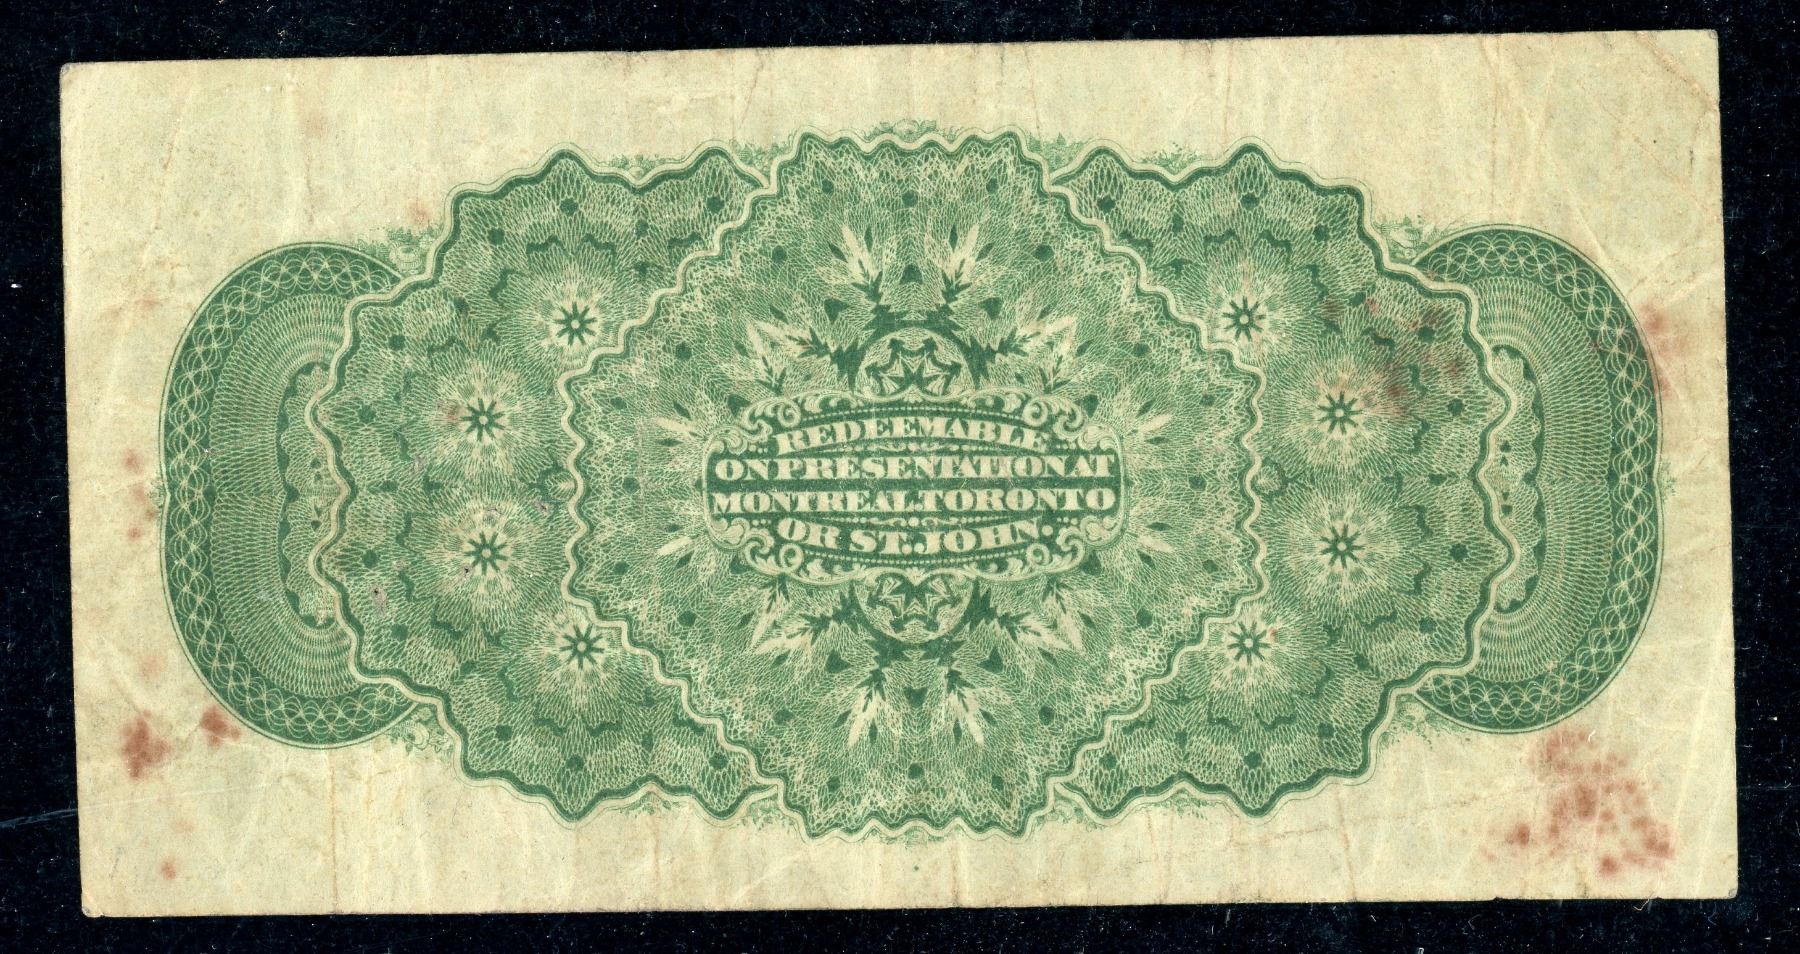 REDEEMABLE
ON PRESENTATION AT
MONTREAL, TORONTO
OR ST. JOHN.